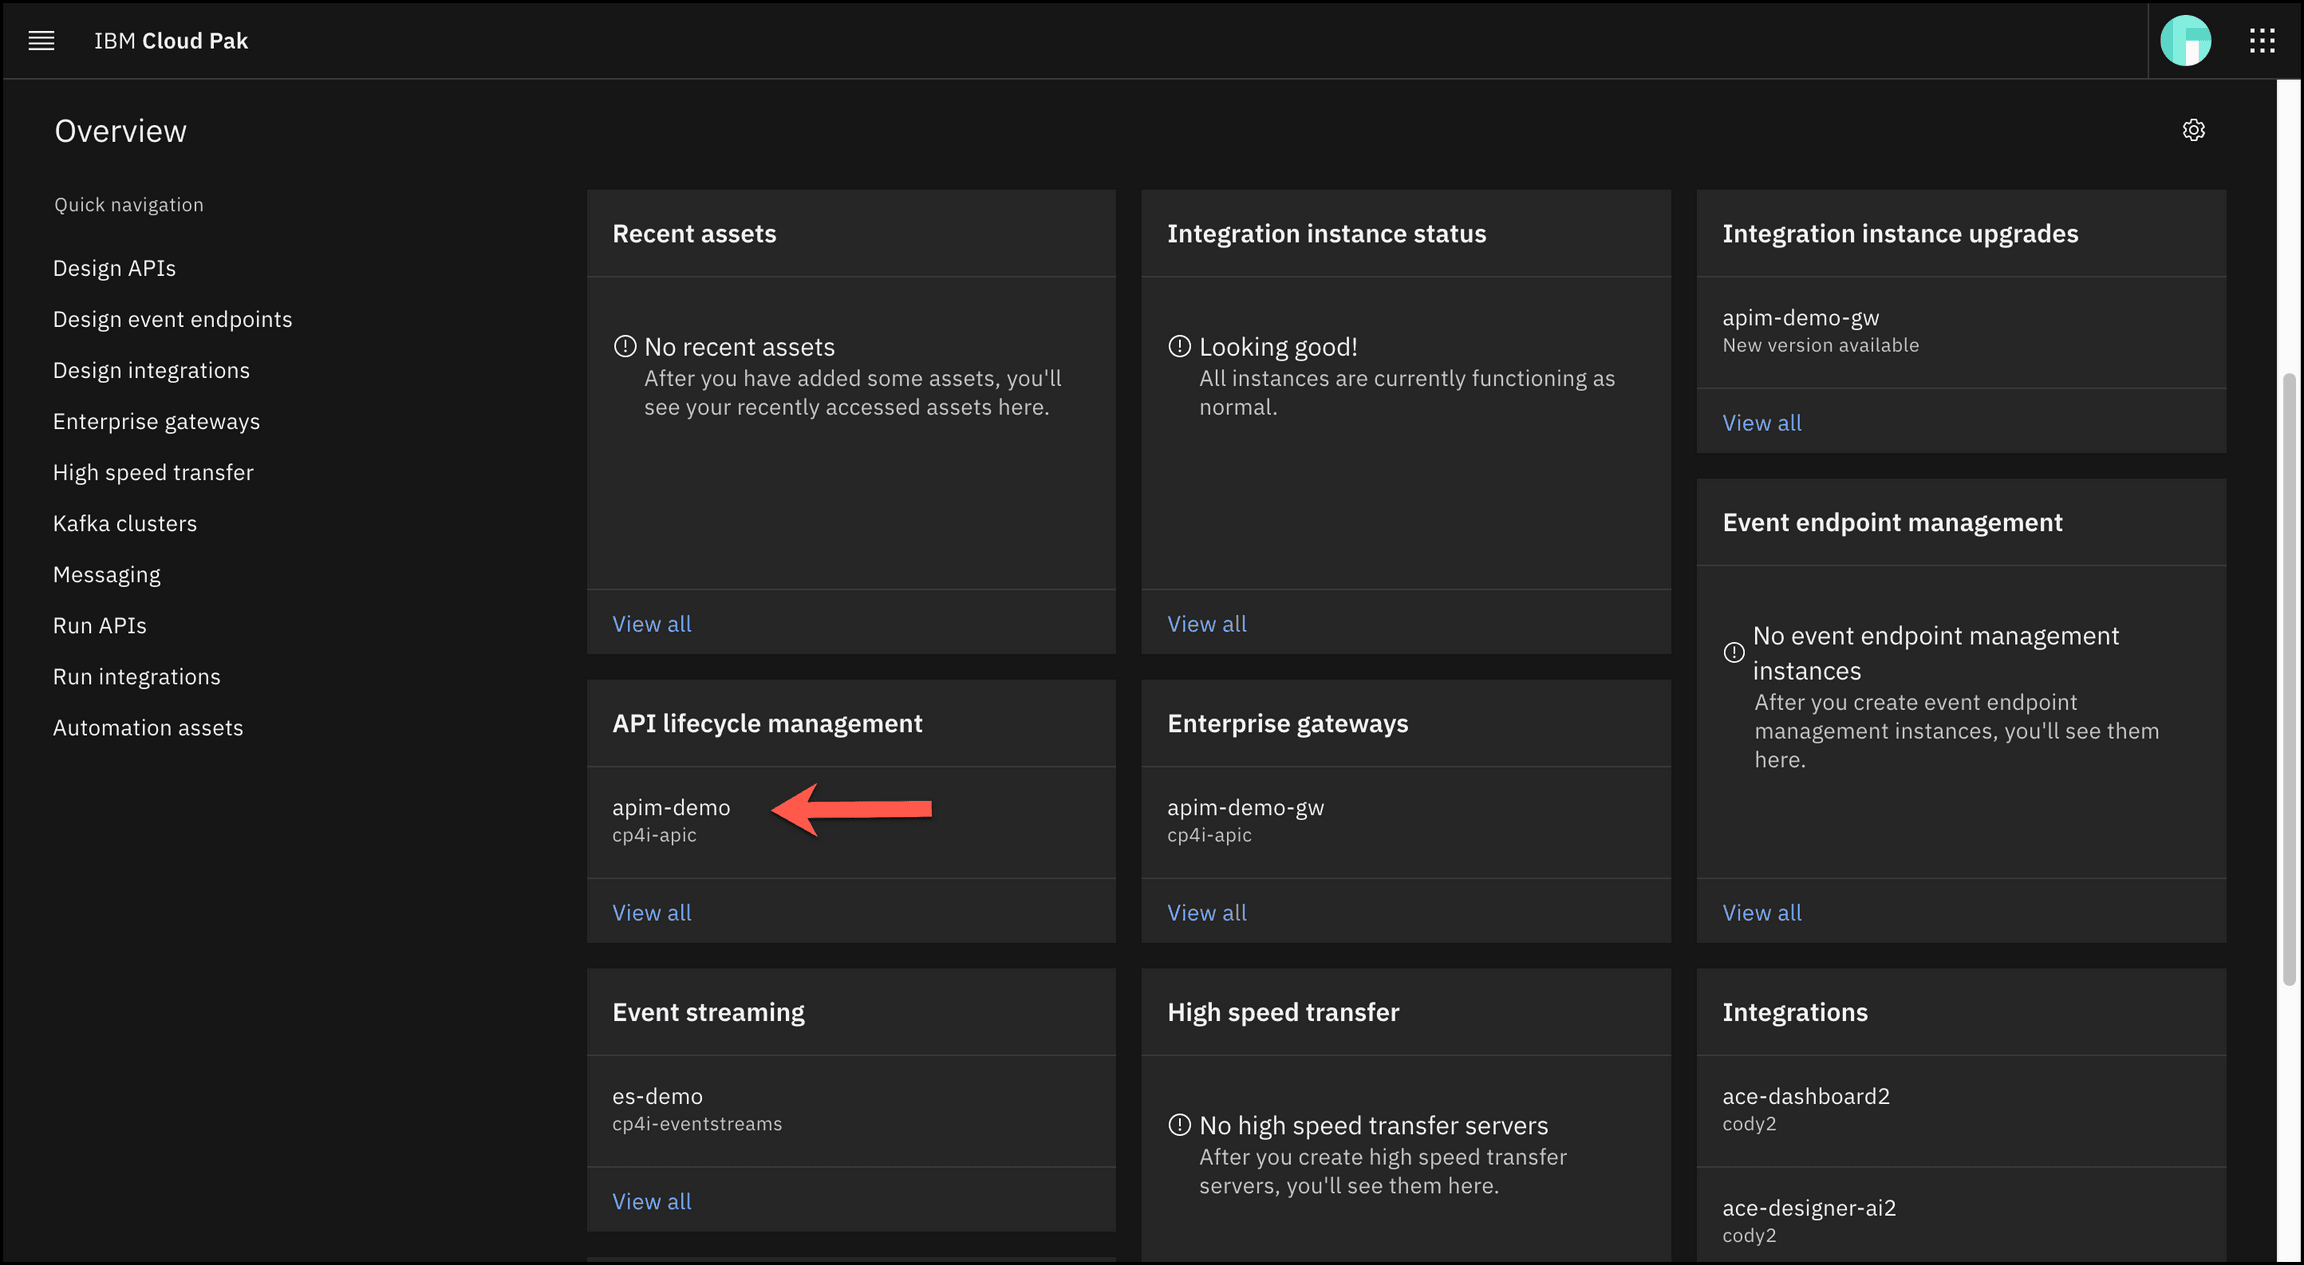 IBM Cloud Pak
Overview
Quick navigation
Design APIs
Design event endpoints
Design integrations
Enterprise gateways
High speed transfer
Kafka clusters
Messaging
Run APIs
Run integrations
Automation assets
Recent assets
No recent assets
After you have added some assets, you'll
see your recently accessed assets here.
View all
Integration instance status
Looking good!
All instances are currently functioning as
normal.
View all
Integration instance upgrades
apim-demo-gw
New version available
View all
Event endpoint management
No event endpoint management
instances
After you create event endpoint
management instances, you'll see them
here.
View all
API lifecycle management
apim-demo
cp4i-apic
View all
Enterprise gateways
apim-demo-gw
cp4i-apic
View all
Event streaming
es-demo
cp4i-eventstreams
View all
High speed transfer
No high speed transfer servers
After you create high speed transfer
servers, you'll see them here.
Integrations
ace-dashboard2
cody2
ace-designer-ai2
cody2